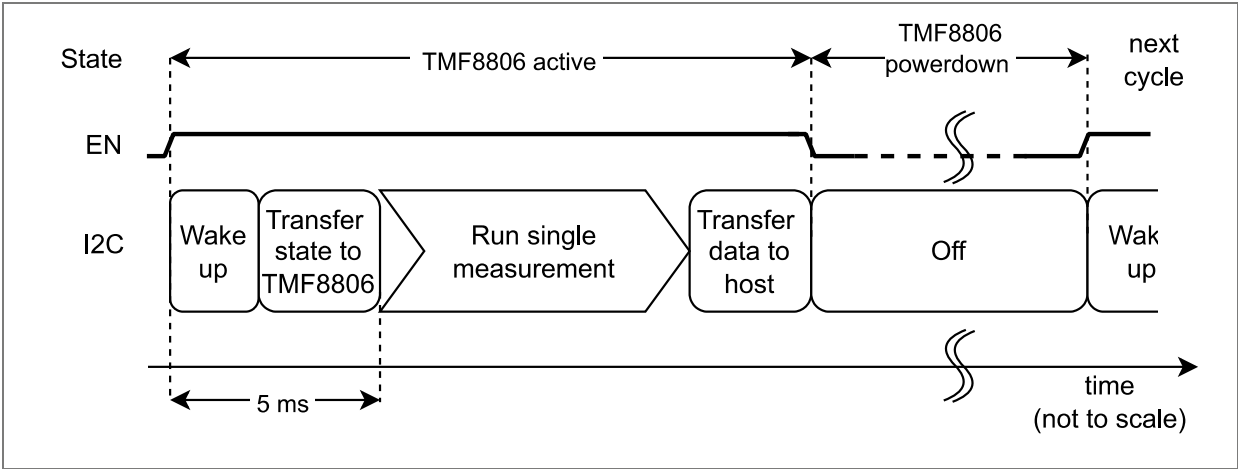 State
TMF8806 active
TMF8806
powerdown
next
cycle
EN
I2C
Wake
up
Transfer
state to
TMF8806
Run single
measurement
Transfer
data to
host
Off
Wak
up
5 ms
time
(not to scale)